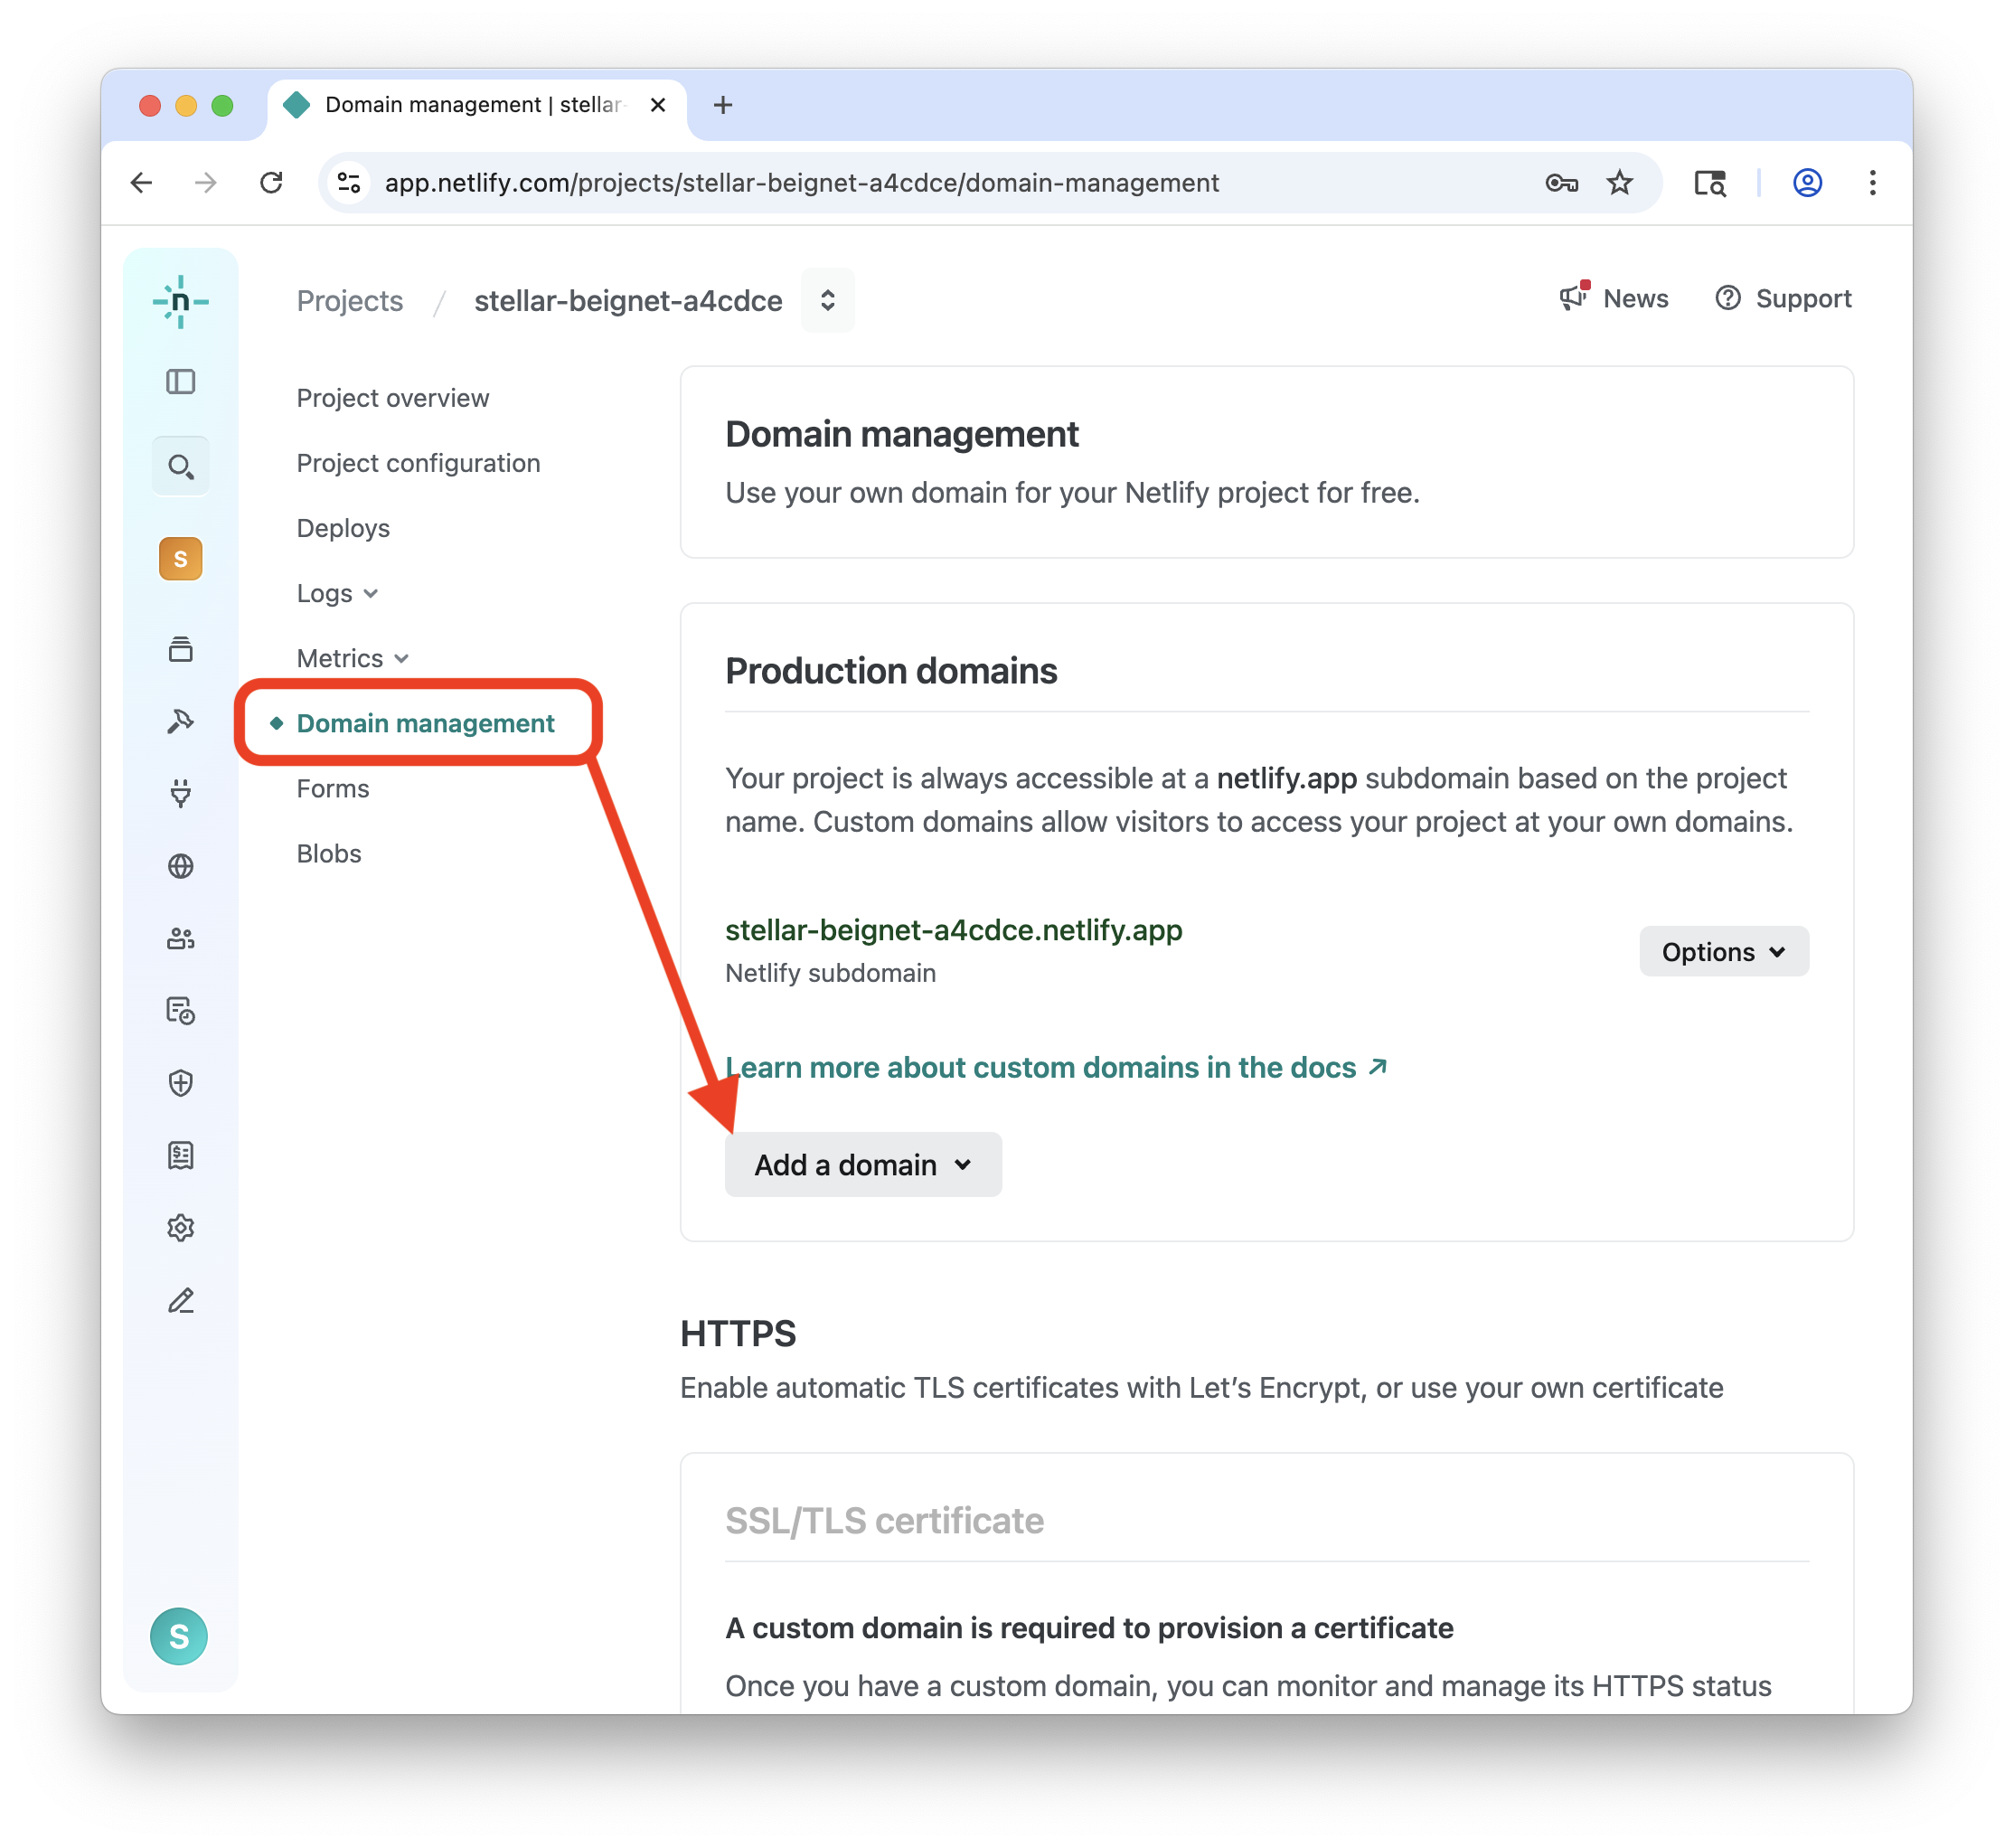 Domain management | stellar-
app.netlify.com/projects/stellar-beignet-a4cdce/domain-management
n
Projects / stellar-beignet-a4cdce
News
Support
S
Project overview
Project configuration
Deploys
Logs
Metrics
Domain management
Forms
Blobs
Domain management
Use your own domain for your Netlify project for free.
Production domains
Your project is always accessible at a netlify.app subdomain based on the project
name. Custom domains allow visitors to access your project at your own domains.
stellar-beignet-a4cdce.netlify.app
Netlify subdomain
Options
Learn more about custom domains in the docs
Add a domain
HTTPS
Enable automatic TLS certificates with Let’s Encrypt, or use your own certificate
SSL/TLS certificate
A custom domain is required to provision a certificate
Once you have a custom domain, you can monitor and manage its HTTPS status
S